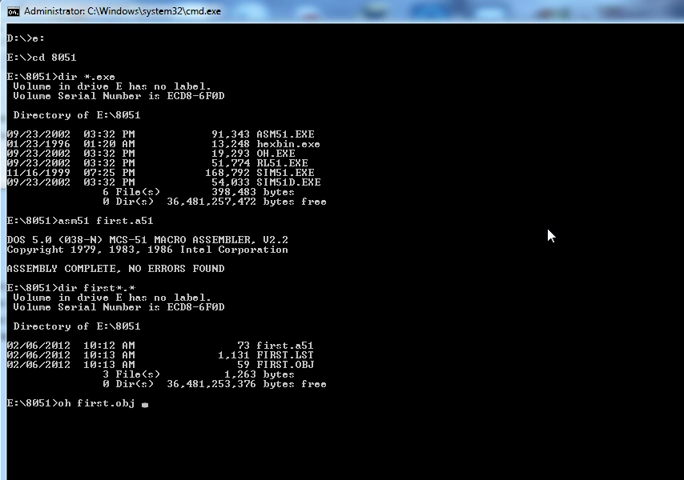 Administrator: C:\Windows\system32\cmd.exe
D:\>e:
E:\>cd 8051
E:\8051>dir *.exe
Volume in drive E has no label.
Volume Serial Number is ECD8-6F0D
Directory of E:\8051
09/23/2002 03:32 PM 91,343 ASM51.EXE
01/23/1996 01:20 AM 13,248 hexbin.exe
09/23/2002 03:32 PM 19,293 OH.EXE
09/23/2002 03:32 PM 51,774 RL51.EXE
11/16/1999 07:25 PM 168,792 SIM51.EXE
09/23/2002 03:32 PM 54,033 SIM51D.EXE
6 File(s) 398,483 bytes
0 Dir(s) 36,481,257,472 bytes free
E:\8051>asm51 first.a51
DOS 5.0 (038-N) MCS-51 MACRO ASSEMBLER, V2.2
Copyright 1979, 1983, 1986 Intel Corporation
ASSEMBLY COMPLETE, NO ERRORS FOUND
E:\8051>dir first*.*
Volume in drive E has no label.
Volume Serial Number is ECD8-6F0D
Directory of E:\8051
02/06/2012 10:12 AM 73 first.a51
02/06/2012 10:13 AM 1,131 FIRST.LST
02/06/2012 10:13 AM 59 FIRST.OBJ
3 File(s) 1,263 bytes
0 Dir(s) 36,481,253,376 bytes free
E:\8051>oh first.obj